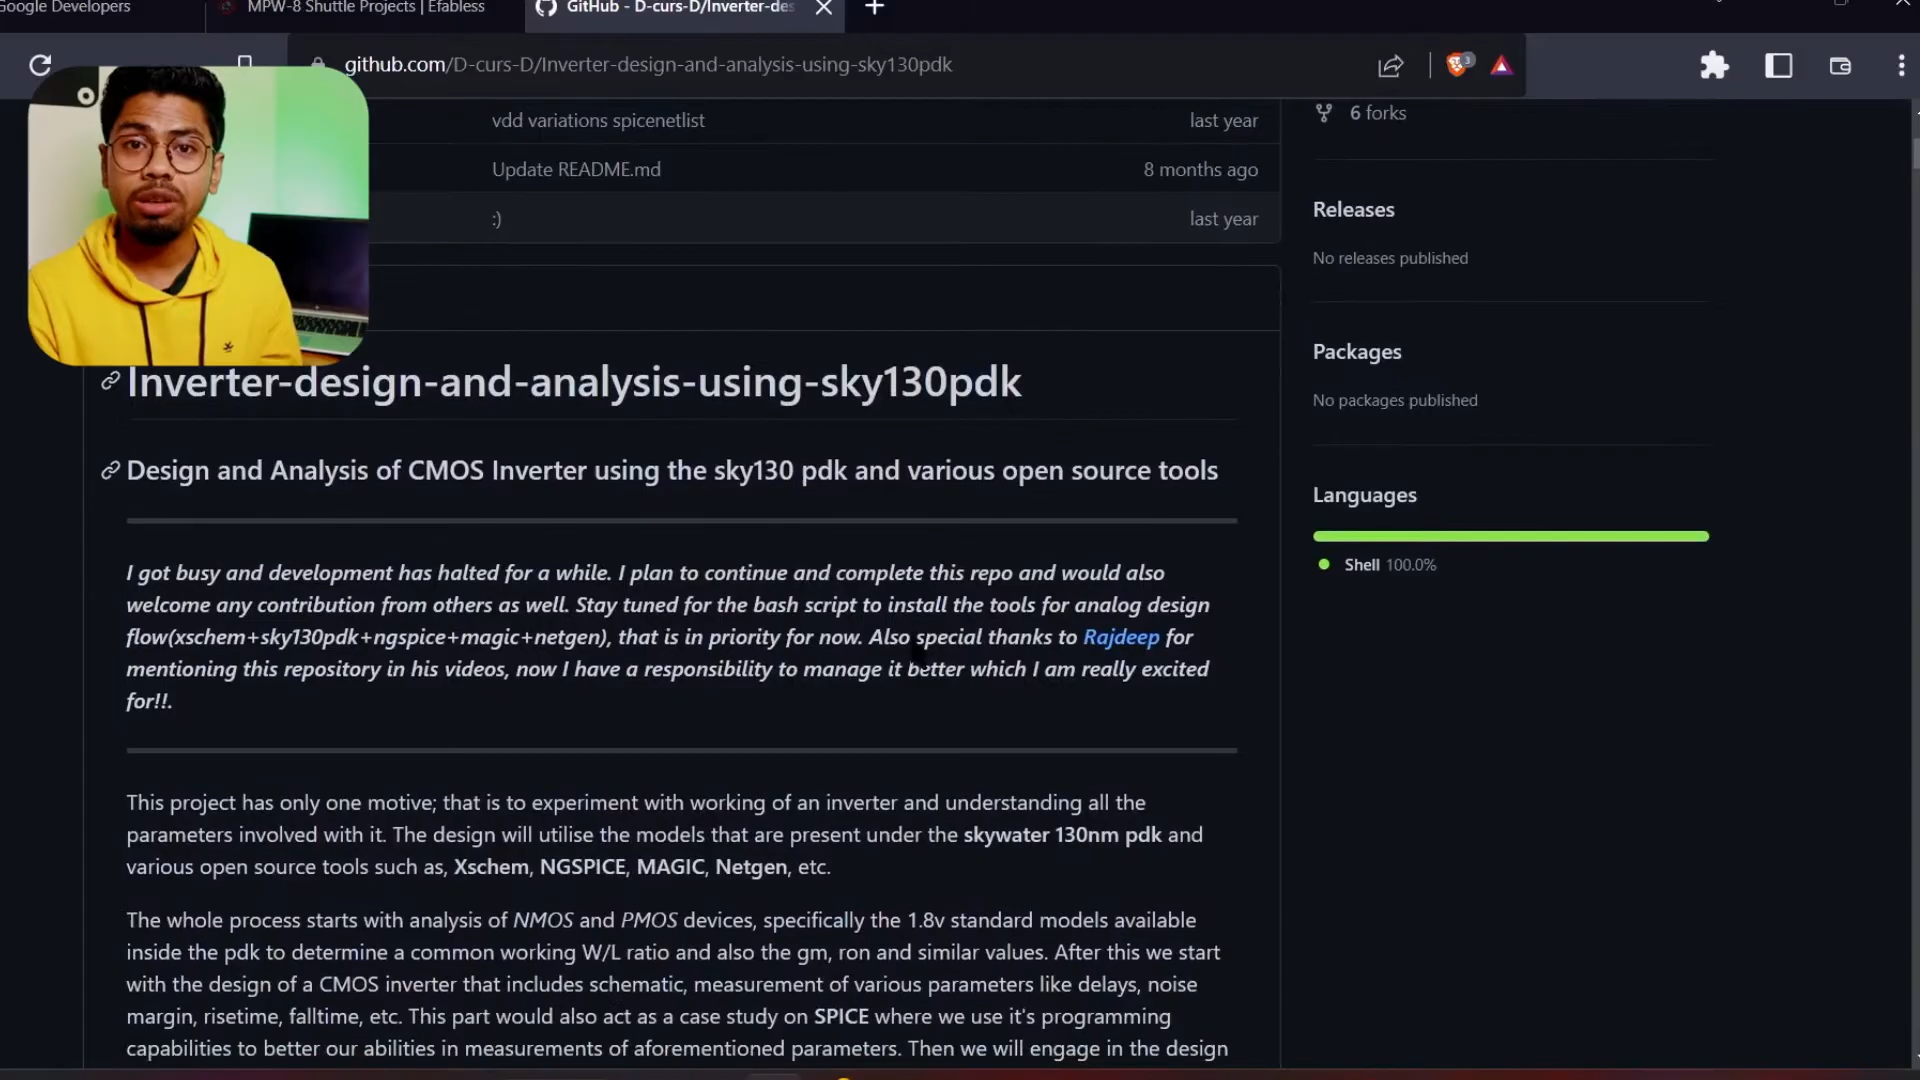 Google Developers
MPW-8 Shuttle Projects | Efabless
GitHub - D-curs-D/Inverter-des
github.com/D-curs-D/Inverter-design-and-analysis-using-sky130pdk
3
vdd variations spicenetlist last year
6 forks
Update README.md 8 months ago
:) last year
Releases
No releases published
Packages
No packages published
Languages
Shell 100.0%
Inverter-design-and-analysis-using-sky130pdk
Design and Analysis of CMOS Inverter using the sky130 pdk and various open source tools
I got busy and development has halted for a while. I plan to continue and complete this repo and would also
welcome any contribution from others as well. Stay tuned for the bash script to install the tools for analog design
flow(xschem+sky130pdk+ngspice+magic+netgen), that is in priority for now. Also special thanks to Rajdeep for
mentioning this repository in his videos, now I have a responsibility to manage it better which I am really excited
for!!.
This project has only one motive; that is to experiment with working of an inverter and understanding all the
parameters involved with it. The design will utilise the models that are present under the skywater 130nm pdk and
various open source tools such as, Xschem, NGSPICE, MAGIC, Netgen, etc.
The whole process starts with analysis of NMOS and PMOS devices, specifically the 1.8v standard models available
inside the pdk to determine a common working W/L ratio and also the gm, ron and similar values. After this we start
with the design of a CMOS inverter that includes schematic, measurement of various parameters like delays, noise
margin, risetime, falltime, etc. This part would also act as a case study on SPICE where we use it's programming
capabilities to better our abilities in measurements of aforementioned parameters. Then we will engage in the design